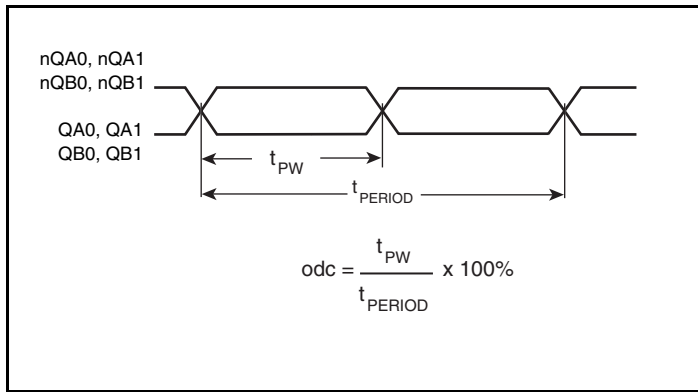 nQA0, nQA1
nQB0, nQB1
QA0, QA1
QB0, QB1
tPW
tPERIOD
odc = tPW / tPERIOD x 100%